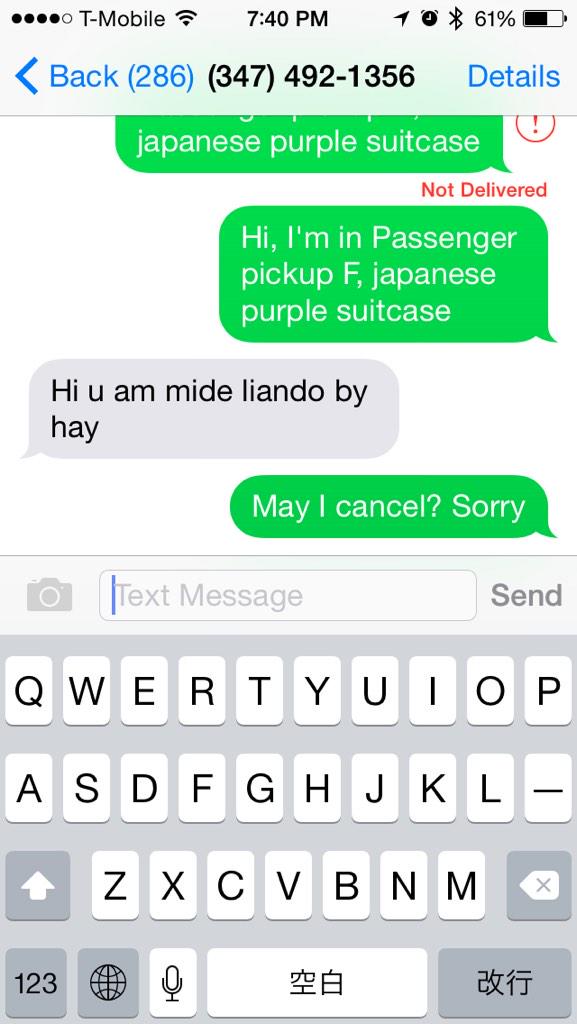 T-Mobile 7:40 PM 61%
Back (286) (347) 492-1356 Details
japanese purple suitcase
Not Delivered
Hi, I'm in Passenger
pickup F, japanese
purple suitcase
Hi u am mide liando by
hay
May I cancel? Sorry
Text Message Send
Q W E R T Y U I O P
A S D F G H J K L —
Z X C V B N M
123 空白 改行